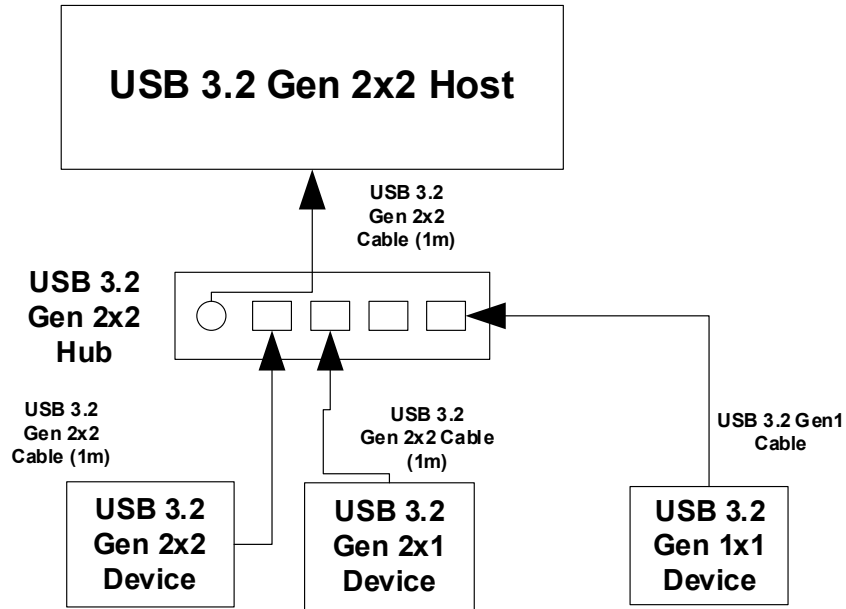 USB 3.2 Gen 2x2 Host
USB 3.2
Gen 2x2
Cable (1m)
USB 3.2
Gen 2x2
Hub
USB 3.2
Gen 2x2
Cable (1m)
USB 3.2
Gen 2x2 Cable
(1m)
USB 3.2 Gen1
Cable
USB 3.2
Gen 2x2
Device
USB 3.2
Gen 2x1
Device
USB 3.2
Gen 1x1
Device